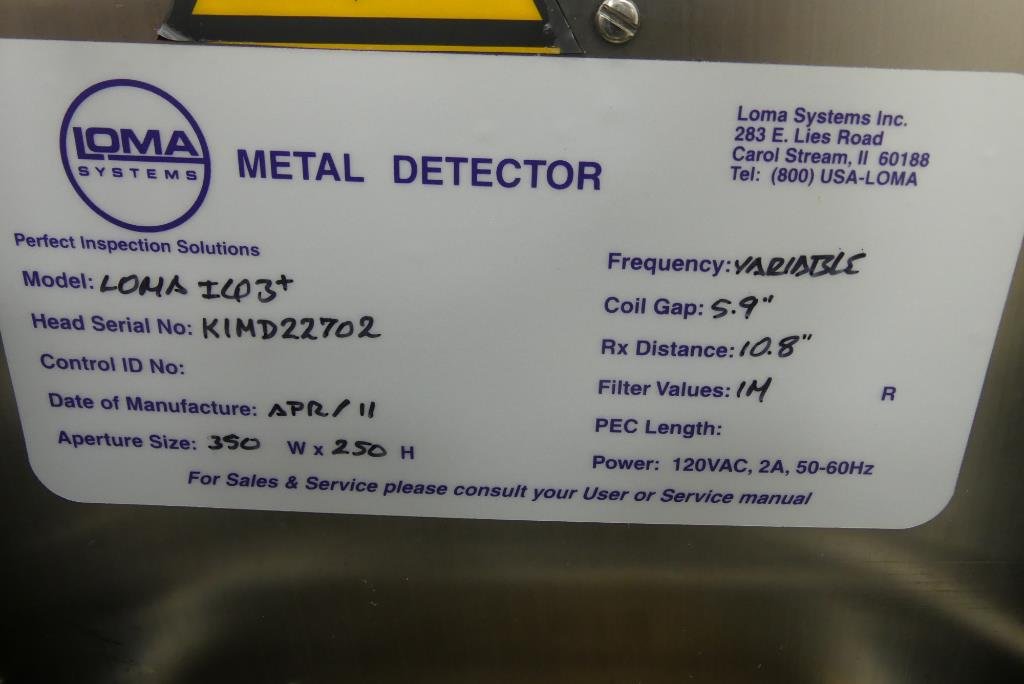 LOMA
SYSTEMS
METAL DETECTOR
Loma Systems Inc.
283 E. Lies Road
Carol Stream, Il 60188
Tel: (800) USA-LOMA
Perfect Inspection Solutions
Model: LOMA IQ3+
Head Serial No: KIMD22702
Control ID No:
Date of Manufacture: APR/11
Aperture Size: 350 W x 250 H
Frequency: VARIABLE
Coil Gap: 5.9"
Rx Distance: 10.8"
Filter Values: 1M R
PEC Length:
Power: 120VAC, 2A, 50-60Hz
For Sales & Service please consult your User or Service manual